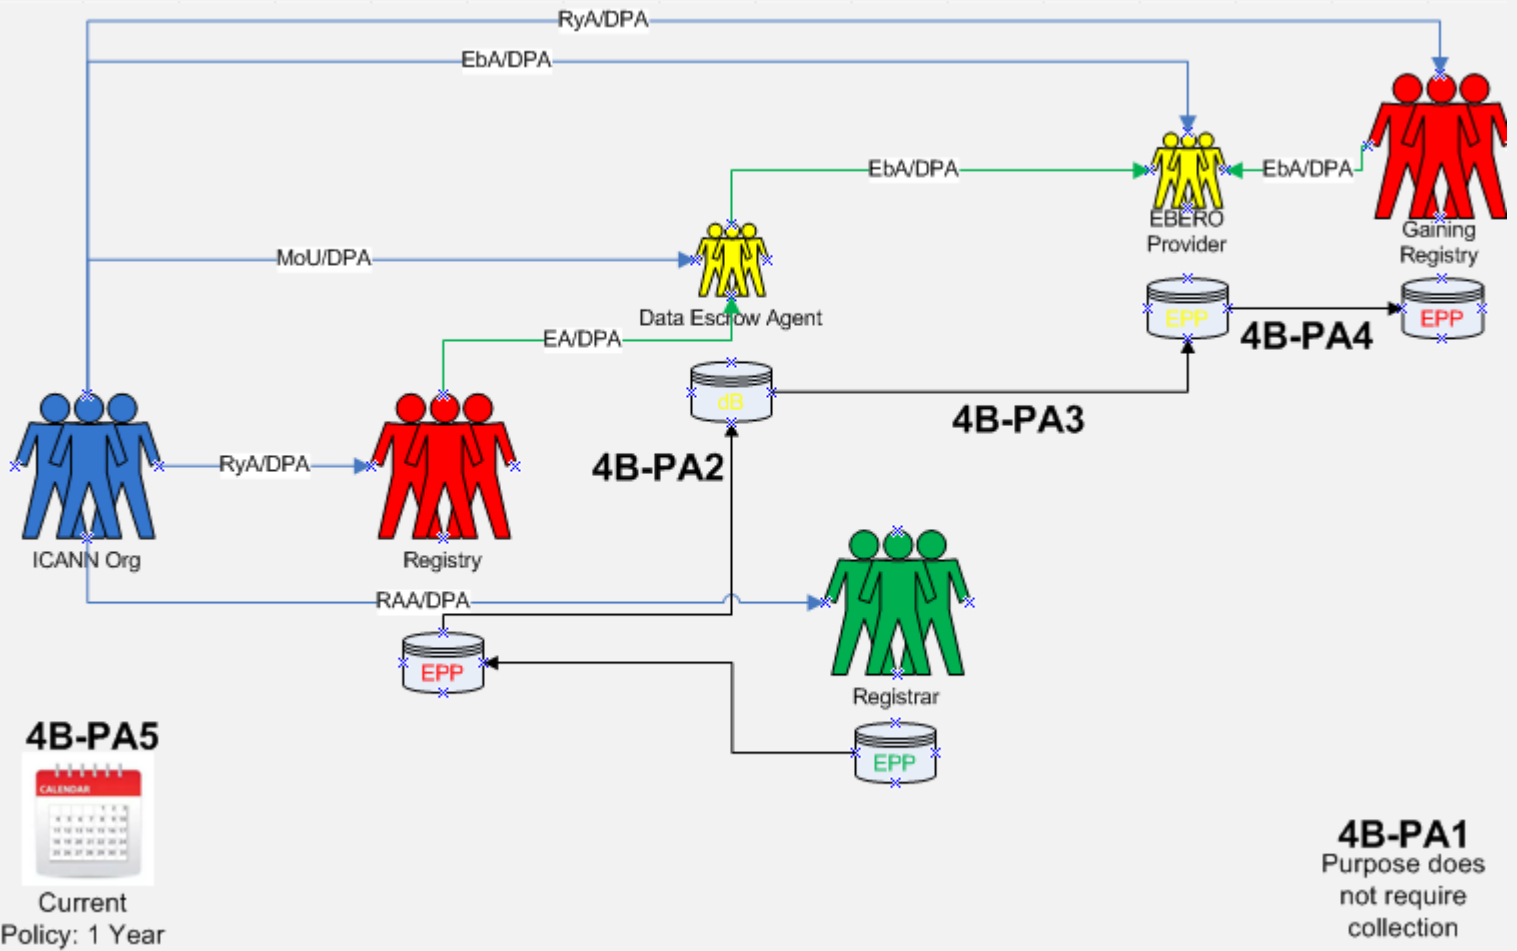 RyA/DPA
EbA/DPA
EbA/DPA
EbA/DPA
EBERO
Provider
Gaining
Registry
MoU/DPA
Data Escrow Agent
EPP
EPP
4B-PA4
EA/DPA
dB
4B-PA3
4B-PA2
RyA/DPA
ICANN Org
Registry
RAA/DPA
EPP
Registrar
EPP
4B-PA5
CALENDAR
Current
Policy: 1 Year
4B-PA1
Purpose does
not require
collection